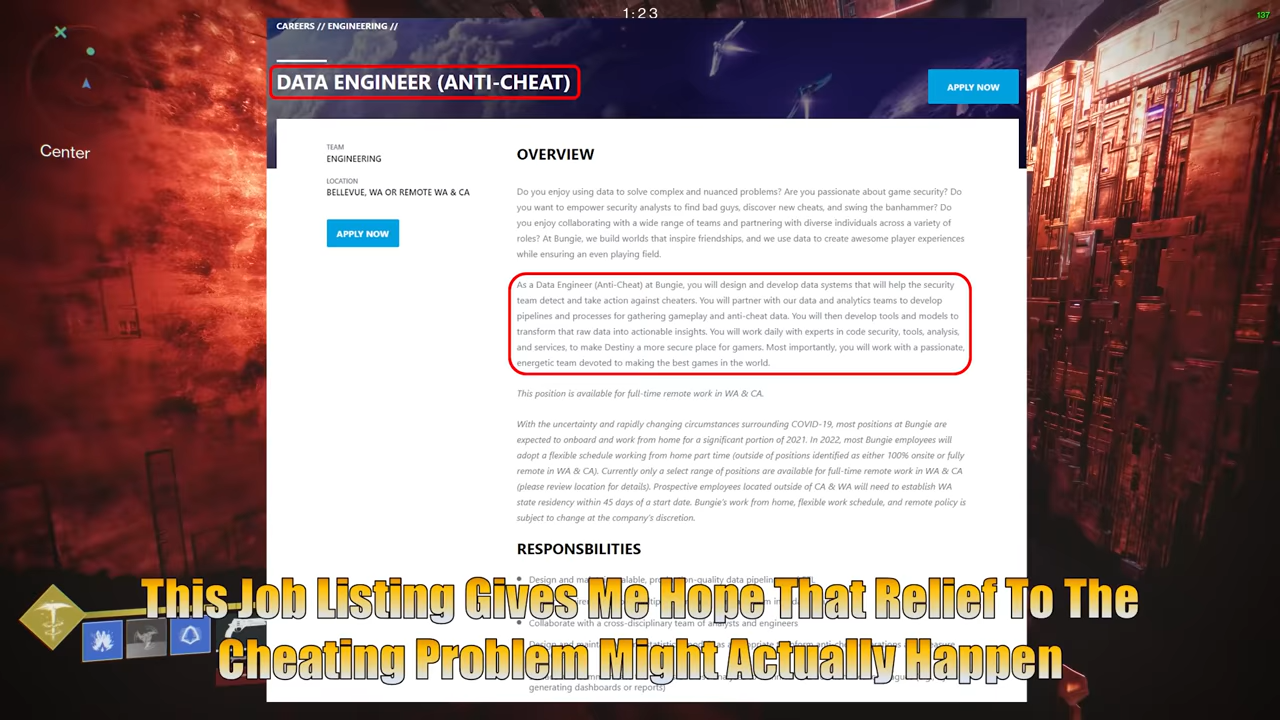 1:23
137
CAREERS // ENGINEERING //
DATA ENGINEER (ANTI-CHEAT)
APPLY NOW
Center
TEAM
ENGINEERING
LOCATION
BELLEVUE, WA OR REMOTE WA & CA
APPLY NOW
OVERVIEW
Do you enjoy using data to solve complex and nuanced problems? Are you passionate about game security? Do
you want to empower security analysts to find bad guys, discover new cheats, and swing the banhammer? Do
you enjoy collaborating with a wide range of teams and partnering with diverse individuals across a variety of
roles? At Bungie, we build worlds that inspire friendships, and we use data to create awesome player experiences
while ensuring an even playing field.
As a Data Engineer (Anti-Cheat) at Bungie, you will design and develop data systems that will help the security
team detect and take action against cheaters. You will partner with our data and analytics teams to develop
pipelines and processes for gathering gameplay and anti-cheat data. You will then develop tools and models to
transform that raw data into actionable insights. You will work daily with experts in code security, tools, analysis,
and services, to make Destiny a more secure place for gamers. Most importantly, you will work with a passionate,
energetic team devoted to making the best games in the world.
This position is available for full-time remote work in WA & CA.
With the uncertainty and rapidly changing circumstances surrounding COVID-19, most positions at Bungie are
expected to onboard and work from home for a significant portion of 2021. In 2022, most Bungie employees will
adopt a flexible schedule working from home part time (outside of positions identified as either 100% onsite or fully
remote in WA & CA). Currently only a select range of positions are available for full-time remote work in WA & CA
(please review location for details). Prospective employees located outside of CA & WA will need to establish WA
state residency within 45 days of a start date. Bungie's work from home, flexible work schedule, and remote policy is
subject to change at the company's discretion.
RESPONSBILITIES
Design and
This Job Listing Gives Me Hope That Relief To The
Collaborate with a cross-disciplinary team of analysts and engineers
Cheating Problem Might Actually Happen
generating dashboards or reports)